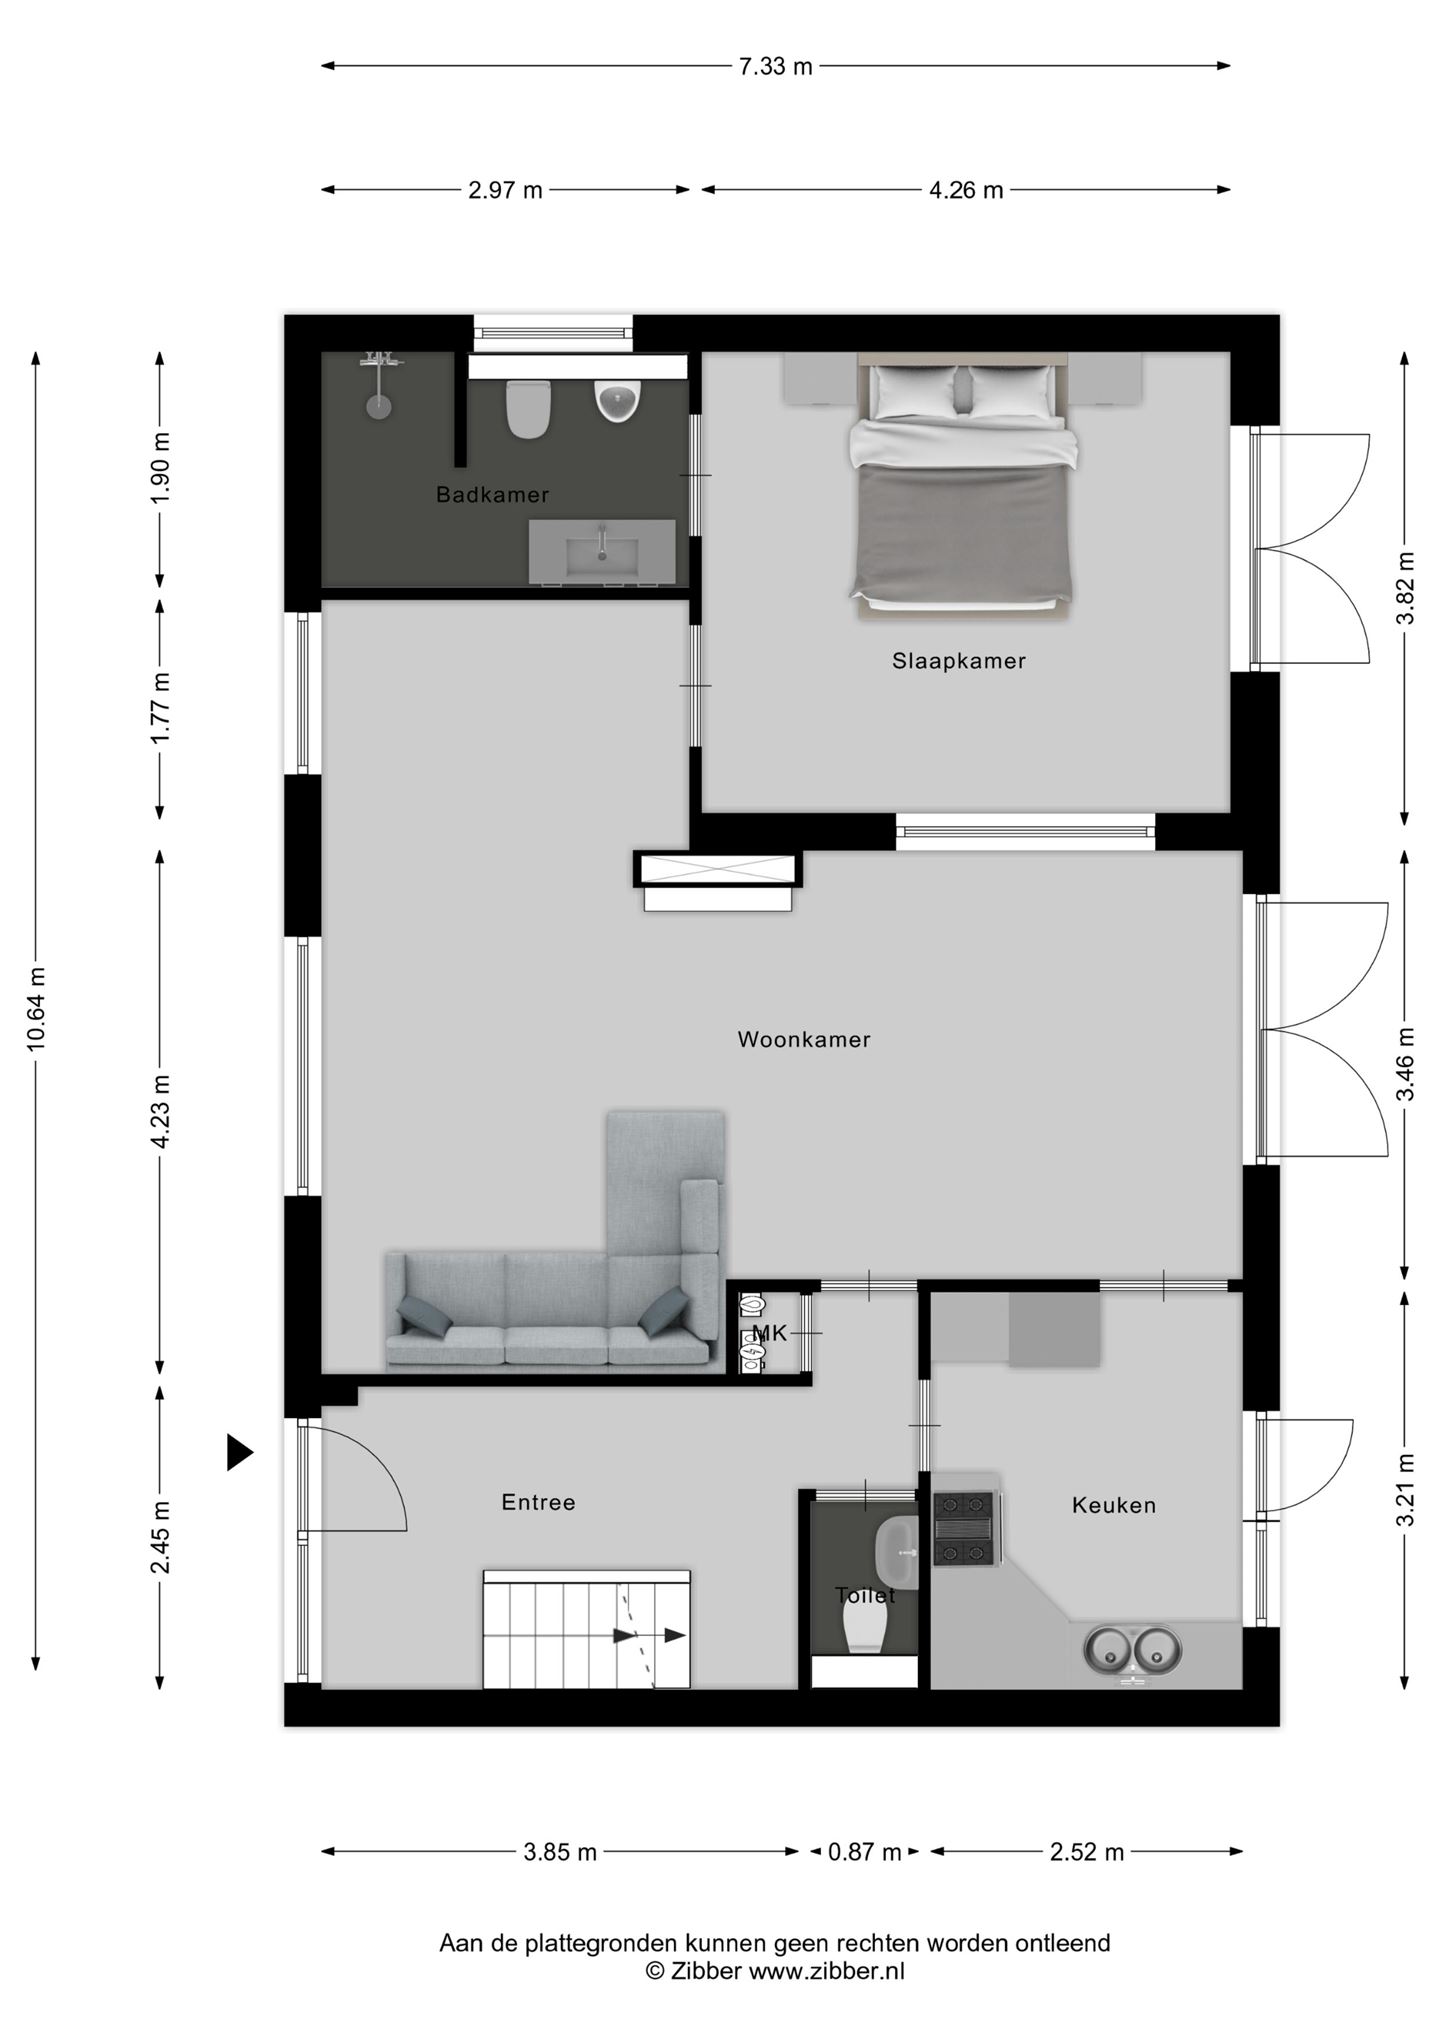 7.33 m
2.97 m
4.26 m
1.90 m
Badkamer
3.82 m
Slaapkamer
1.77 m
10.64 m
Woonkamer
3.46 m
4.23 m
MK
Entree
Keuken
2.45 m
3.21 m
Toilet
3.85 m
0.87 m
2.52 m
Aan de plattegronden kunnen geen rechten worden ontleend
© Zibber www.zibber.nl